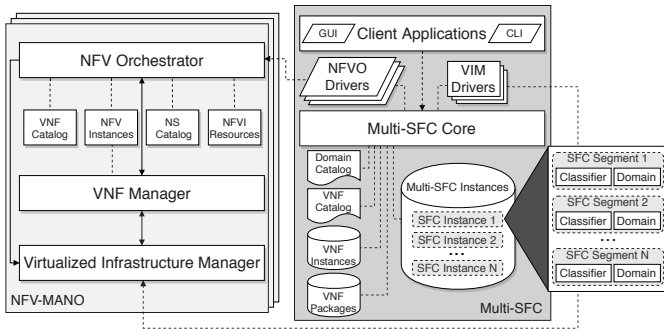 NFV Orchestrator
VNF
Catalog
NFV
Instances
NS
Catalog
NFVI
Resources
VNF Manager
Virtualized Infrastructure Manager
NFV-MANO
GUI
Client Applications
CLI
NFVO
Drivers
VIM
Drivers
Multi-SFC Core
Domain
Catalog
VNF
Catalog
VNF
Instances
VNF
Packages
Multi-SFC Instances
SFC Instance 1
SFC Instance 2
...
SFC Instance N
Multi-SFC
SFC Segment 1
Classifier
Domain
SFC Segment 2
Classifier
Domain
...
SFC Segment N
Classifier
Domain